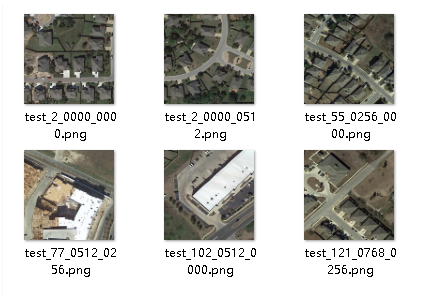 test_2_0000_000
0.png
test_2_0000_051
2.png
test_55_0256_00
00.png
test_77_0512_02
56.png
test_102_0512_0
000.png
test_121_0768_0
256.png